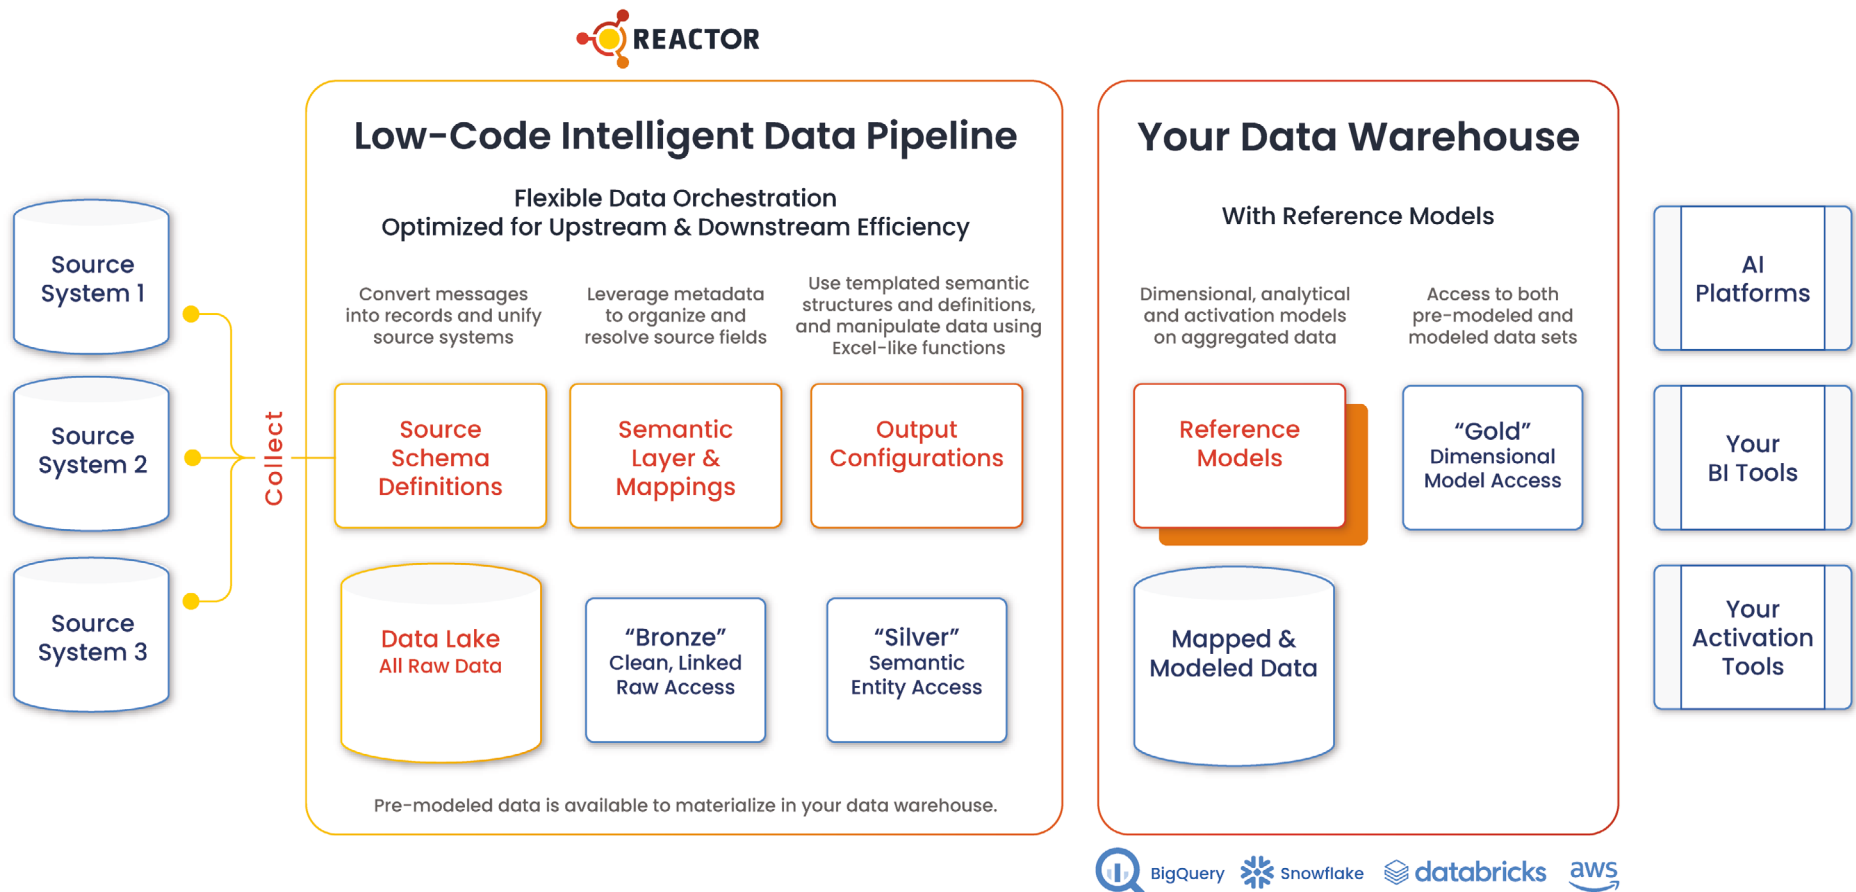 REACTOR
Low-Code Intelligent Data Pipeline
Flexible Data Orchestration
Optimized for Upstream & Downstream Efficiency
Convert messages
into records and unify
source systems
Leverage metadata
to organize and
resolve source fields
Use templated semantic
structures and definitions,
and manipulate data using
Excel-like functions
Source
System 1
Source
System 2
Source
System 3
Collect
Source
Schema
Definitions
Semantic
Layer &
Mappings
Output
Configurations
Data Lake
All Raw Data
“Bronze”
Clean, Linked
Raw Access
“Silver”
Semantic
Entity Access
Pre-modeled data is available to materialize in your data warehouse.
Your Data Warehouse
With Reference Models
Dimensional, analytical
and activation models
on aggregated data
Access to both
pre-modeled and
modeled data sets
Reference
Models
“Gold”
Dimensional
Model Access
Mapped &
Modeled Data
AI
Platforms
Your
BI Tools
Your
Activation
Tools
BigQuery
Snowflake
databricks
aws